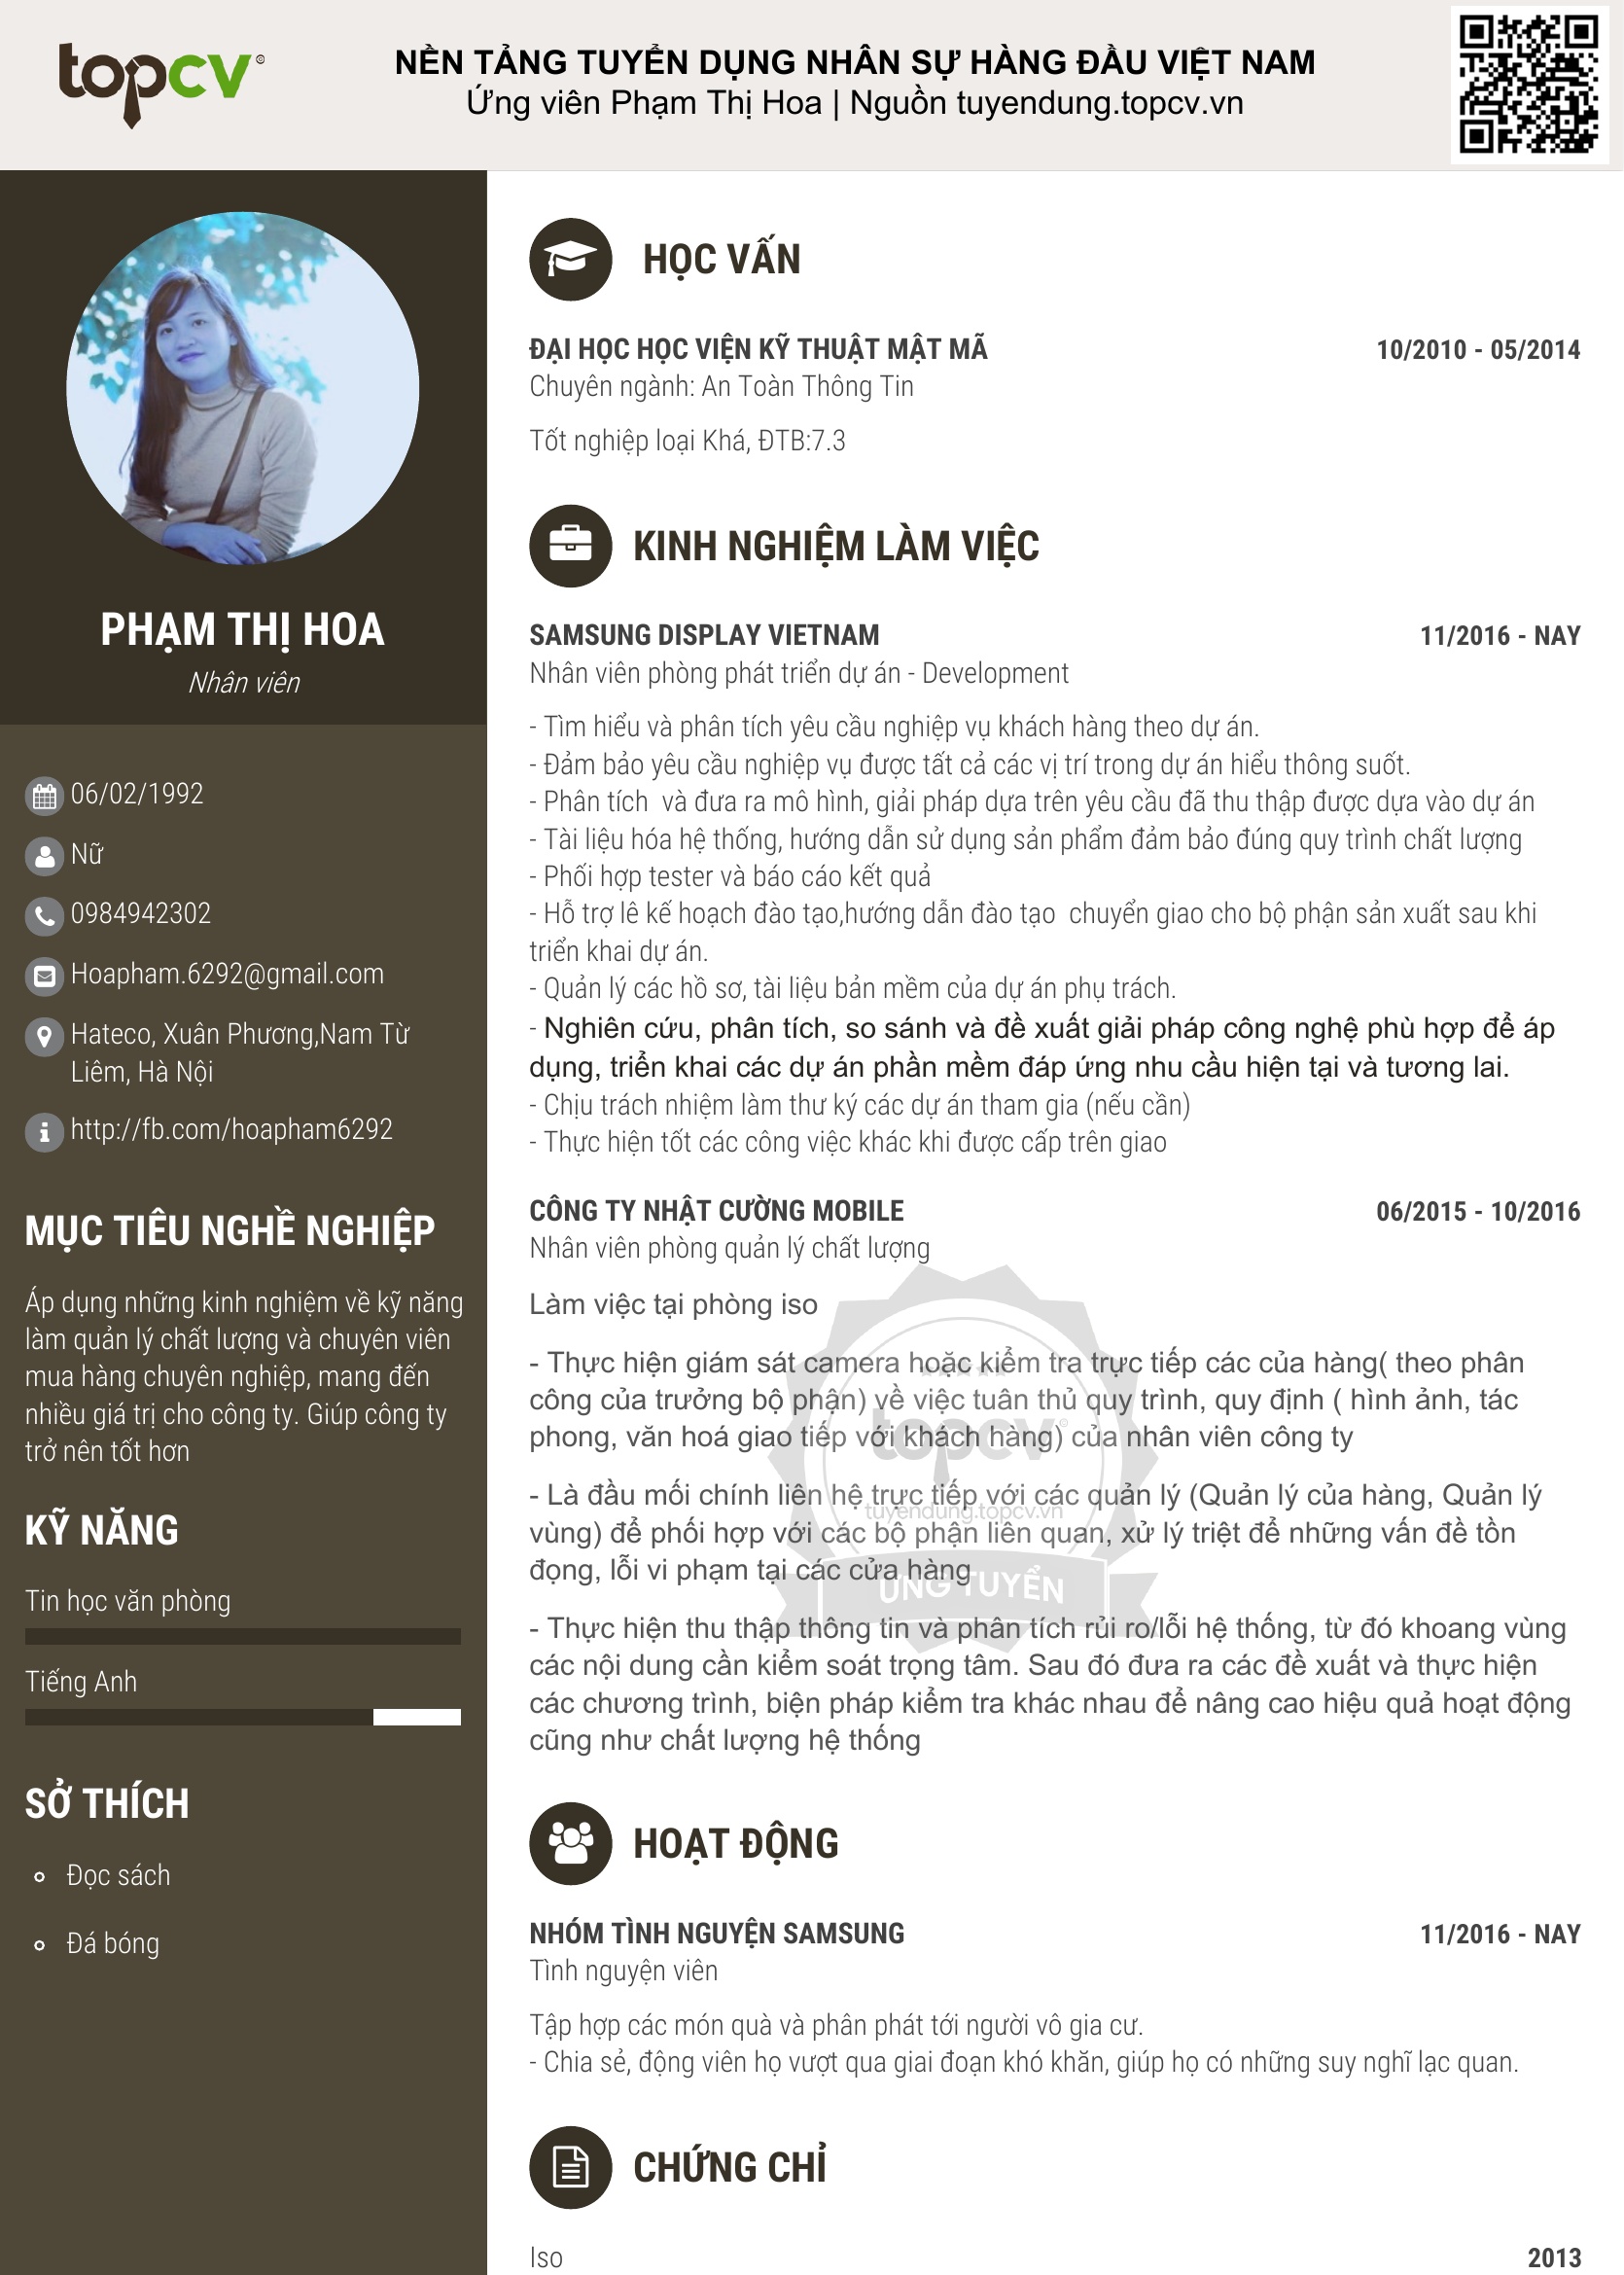 topcv
NỀN TẢNG TUYỂN DỤNG NHÂN SỰ HÀNG ĐẦU VIỆT NAM
Ứng viên Phạm Thị Hoa | Nguồn tuyendung.topcv.vn
PHẠM THỊ HOA
Nhân viên
06/02/1992
Nữ
0984942302
Hoapham.6292@gmail.com
Hateco, Xuân Phương,Nam Từ
Liêm, Hà Nội
http://fb.com/hoapham6292
MỤC TIÊU NGHỀ NGHIỆP
Áp dụng những kinh nghiệm về kỹ năng
làm quản lý chất lượng và chuyên viên
mua hàng chuyên nghiệp, mang đến
nhiều giá trị cho công ty. Giúp công ty
trở nên tốt hơn
KỸ NĂNG
Tin học văn phòng
Tiếng Anh
SỞ THÍCH
Đọc sách
Đá bóng
HỌC VẤN
ĐẠI HỌC HỌC VIỆN KỸ THUẬT MẬT MÃ 10/2010 - 05/2014
Chuyên ngành: An Toàn Thông Tin
Tốt nghiệp loại Khá, ĐTB:7.3
KINH NGHIỆM LÀM VIỆC
SAMSUNG DISPLAY VIETNAM 11/2016 - NAY
Nhân viên phòng phát triển dự án - Development
- Tìm hiểu và phân tích yêu cầu nghiệp vụ khách hàng theo dự án.
- Đảm bảo yêu cầu nghiệp vụ được tất cả các vị trí trong dự án hiểu thông suốt.
- Phân tích  và đưa ra mô hình, giải pháp dựa trên yêu cầu đã thu thập được dựa vào dự án
- Tài liệu hóa hệ thống, hướng dẫn sử dụng sản phẩm đảm bảo đúng quy trình chất lượng
- Phối hợp tester và báo cáo kết quả
- Hỗ trợ lê kế hoạch đào tạo,hướng dẫn đào tạo  chuyển giao cho bộ phận sản xuất sau khi
triển khai dự án.
- Quản lý các hồ sơ, tài liệu bản mềm của dự án phụ trách.
- Nghiên cứu, phân tích, so sánh và đề xuất giải pháp công nghệ phù hợp để áp
dụng, triển khai các dự án phần mềm đáp ứng nhu cầu hiện tại và tương lai.
- Chịu trách nhiệm làm thư ký các dự án tham gia (nếu cần)
- Thực hiện tốt các công việc khác khi được cấp trên giao
CÔNG TY NHẬT CƯỜNG MOBILE 06/2015 - 10/2016
Nhân viên phòng quản lý chất lượng
Làm việc tại phòng iso
- Thực hiện giám sát camera hoặc kiểm tra trực tiếp các của hàng( theo phân
công của trưởng bộ phận) về việc tuân thủ quy trình, quy định ( hình ảnh, tác
phong, văn hoá giao tiếp với khách hàng) của nhân viên công ty
- Là đầu mối chính liên hệ trực tiếp với các quản lý (Quản lý của hàng, Quản lý
vùng) để phối hợp với các bộ phận liên quan, xử lý triệt để những vấn đề tồn
đọng, lỗi vi phạm tại các cửa hàng
- Thực hiện thu thập thông tin và phân tích rủi ro/lỗi hệ thống, từ đó khoang vùng
các nội dung cần kiểm soát trọng tâm. Sau đó đưa ra các đề xuất và thực hiện
các chương trình, biện pháp kiểm tra khác nhau để nâng cao hiệu quả hoạt động
cũng như chất lượng hệ thống
topcv
tuyendung.topcv.vn
ỨNG TUYỂN
HOẠT ĐỘNG
NHÓM TÌNH NGUYỆN SAMSUNG 11/2016 - NAY
Tình nguyện viên
Tập hợp các món quà và phân phát tới người vô gia cư.
- Chia sẻ, động viên họ vượt qua giai đoạn khó khăn, giúp họ có những suy nghĩ lạc quan.
CHỨNG CHỈ
Iso 2013